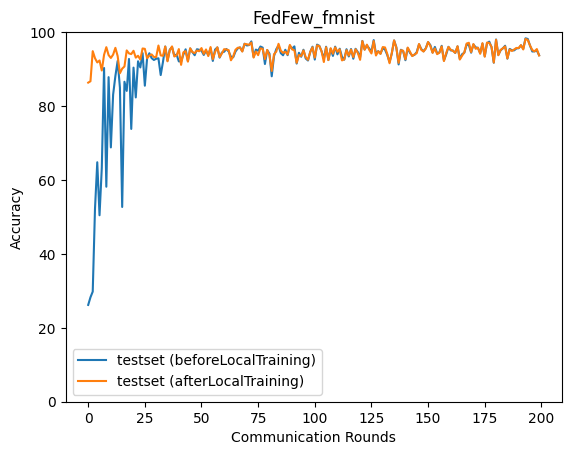 FedFew_fmnist
Accuracy
100
80
60
40
20
0
testset (beforeLocalTraining)
testset (afterLocalTraining)
0 25 50 75 100 125 150 175 200
Communication Rounds